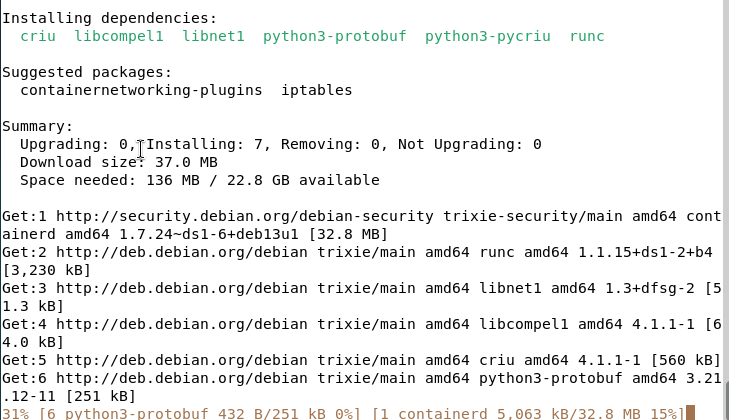 Installing dependencies:
  criu  libcompel1  libnet1  python3-protobuf  python3-pycriu  runc

Suggested packages:
  containernetworking-plugins  iptables

Summary:
  Upgrading: 0, Installing: 7, Removing: 0, Not Upgrading: 0
  Download size: 37.0 MB
  Space needed: 136 MB / 22.8 GB available

Get:1 http://security.debian.org/debian-security trixie-security/main amd64 cont
ainerd amd64 1.7.24~ds1-6+deb13u1 [32.8 MB]
Get:2 http://deb.debian.org/debian trixie/main amd64 runc amd64 1.1.15+ds1-2+b4
[3,230 kB]
Get:3 http://deb.debian.org/debian trixie/main amd64 libnet1 amd64 1.3+dfsg-2 [5
1.3 kB]
Get:4 http://deb.debian.org/debian trixie/main amd64 libcompel1 amd64 4.1.1-1 [6
4.0 kB]
Get:5 http://deb.debian.org/debian trixie/main amd64 criu amd64 4.1.1-1 [560 kB]
Get:6 http://deb.debian.org/debian trixie/main amd64 python3-protobuf amd64 3.21
.12-11 [251 kB]
31% [6 python3-protobuf 432 B/251 kB 0%] [1 containerd 5,063 kB/32.8 MB 15%]